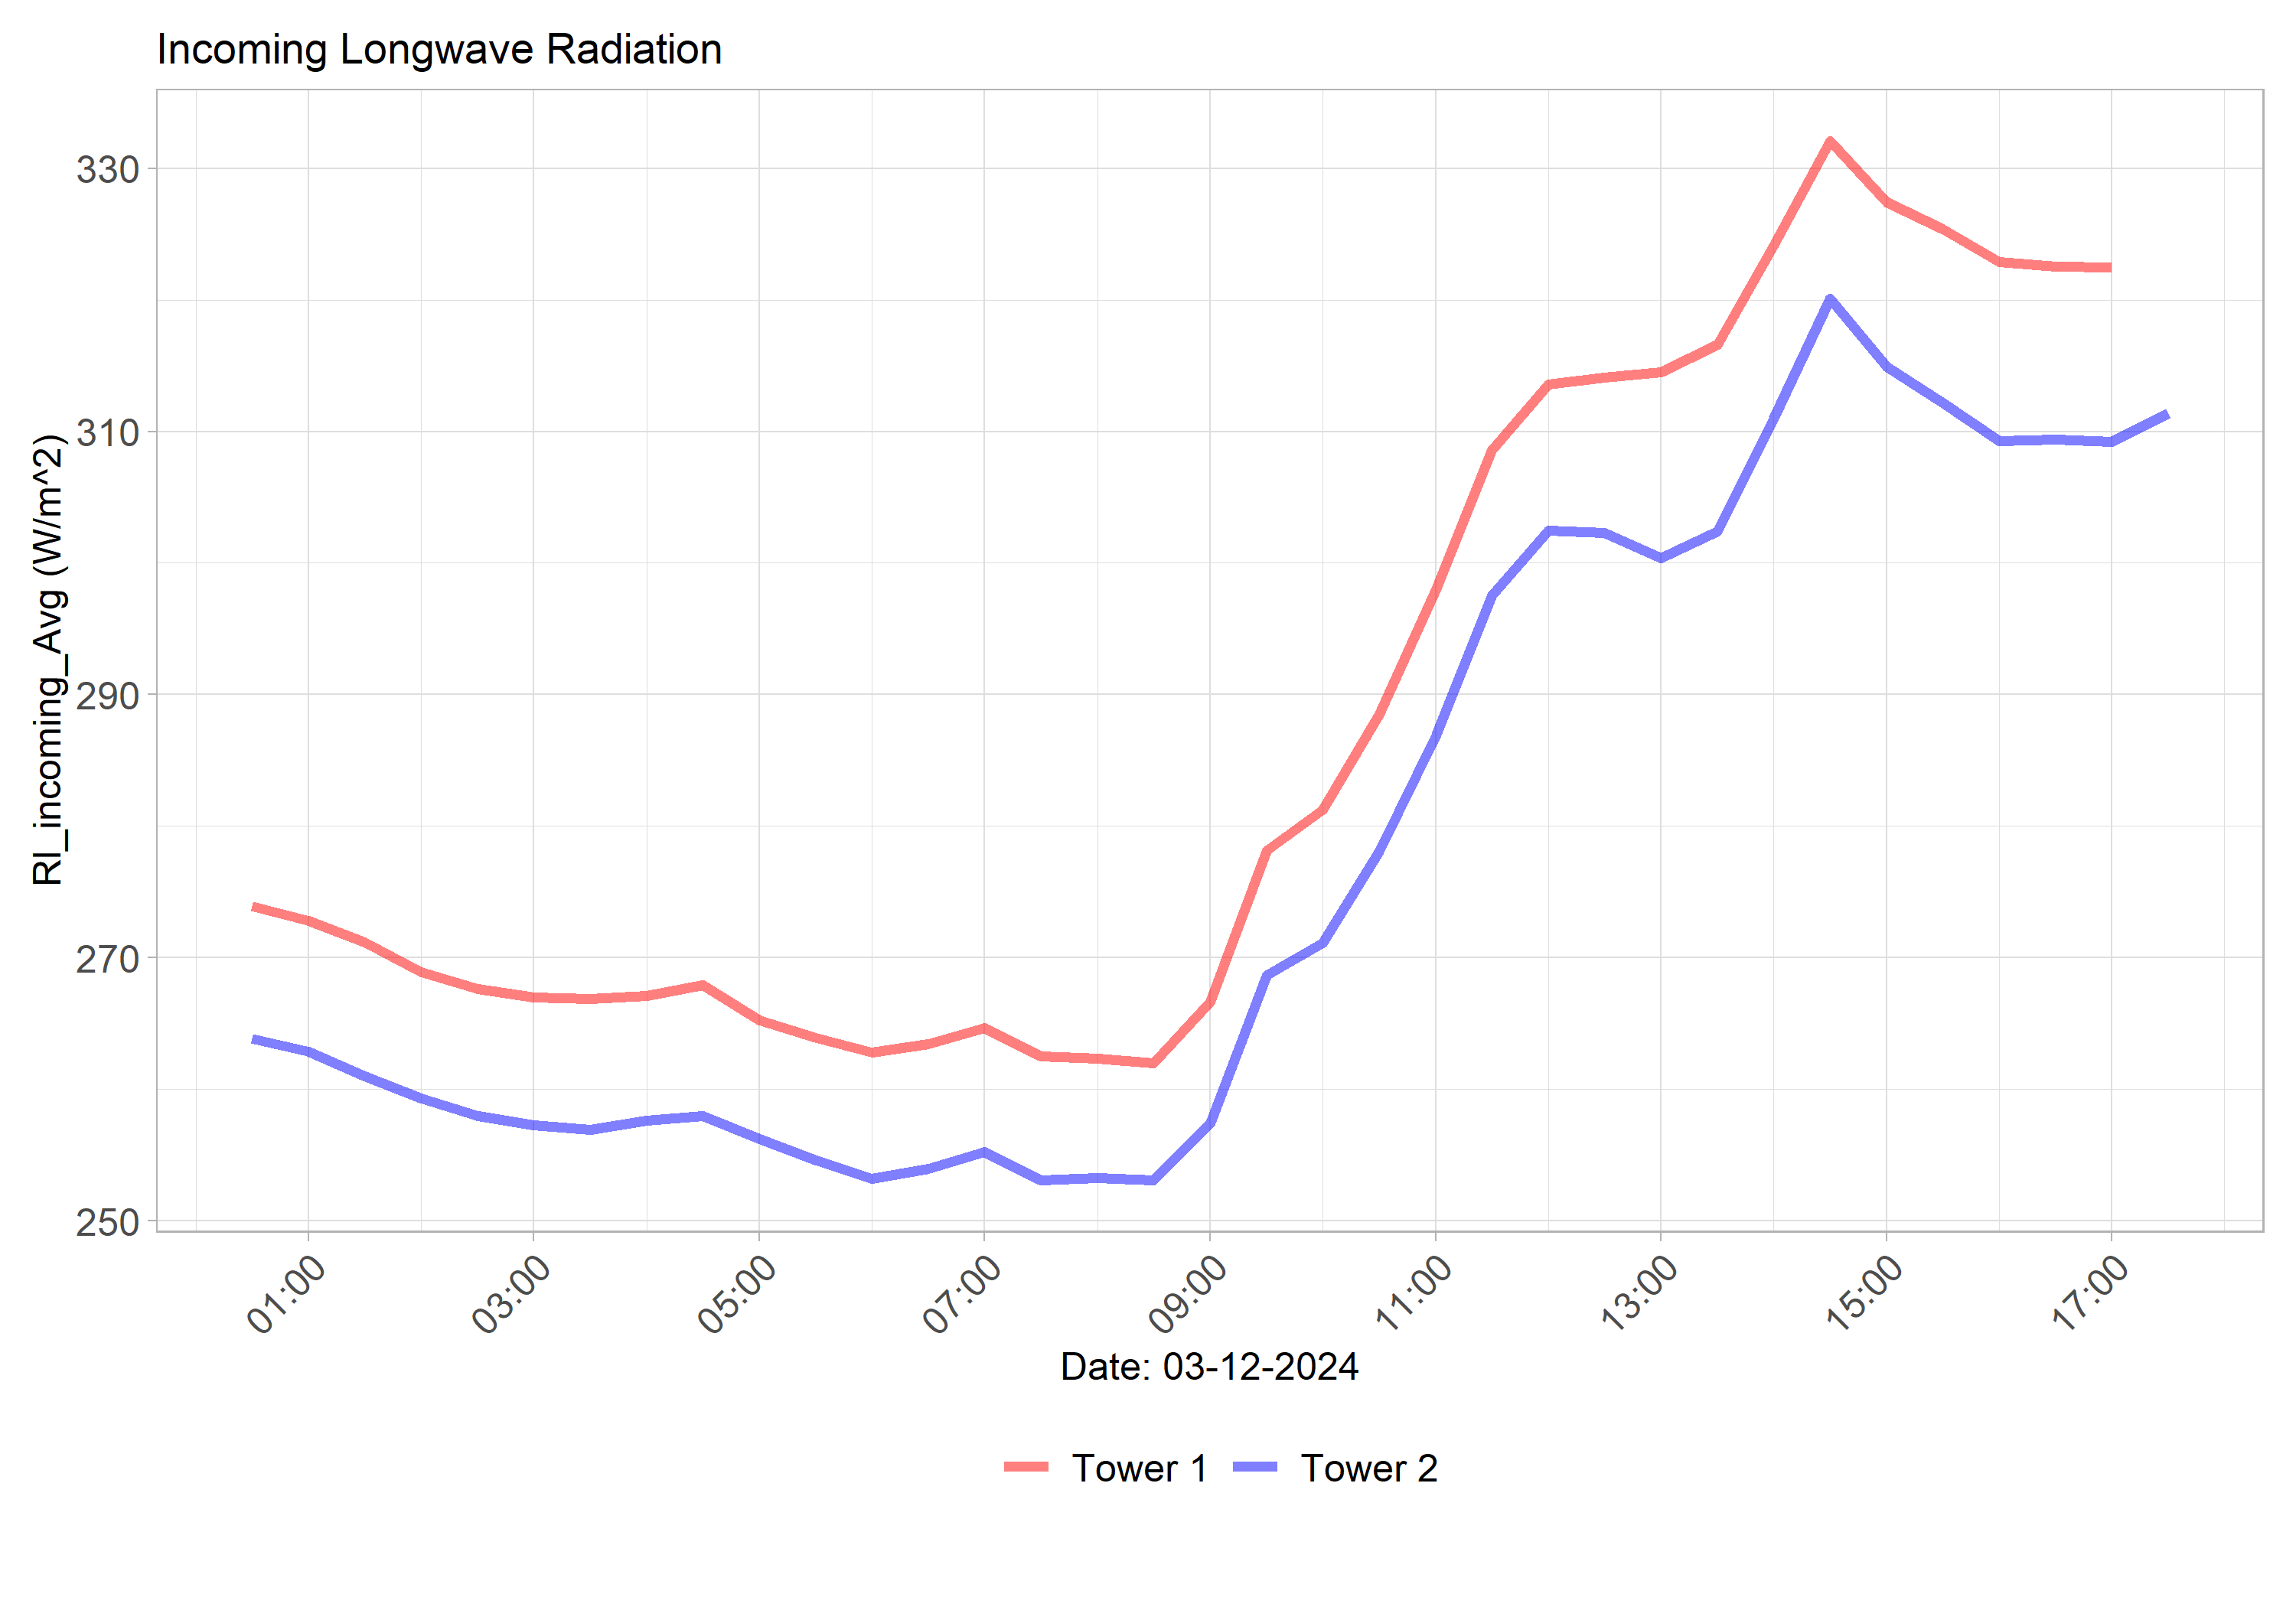 Incoming Longwave Radiation
Rl_incoming_Avg (W/m^2)
330
310
290
270
250
01:00 03:00 05:00 07:00 09:00 11:00 13:00 15:00 17:00
Date: 03-12-2024
Tower 1 Tower 2